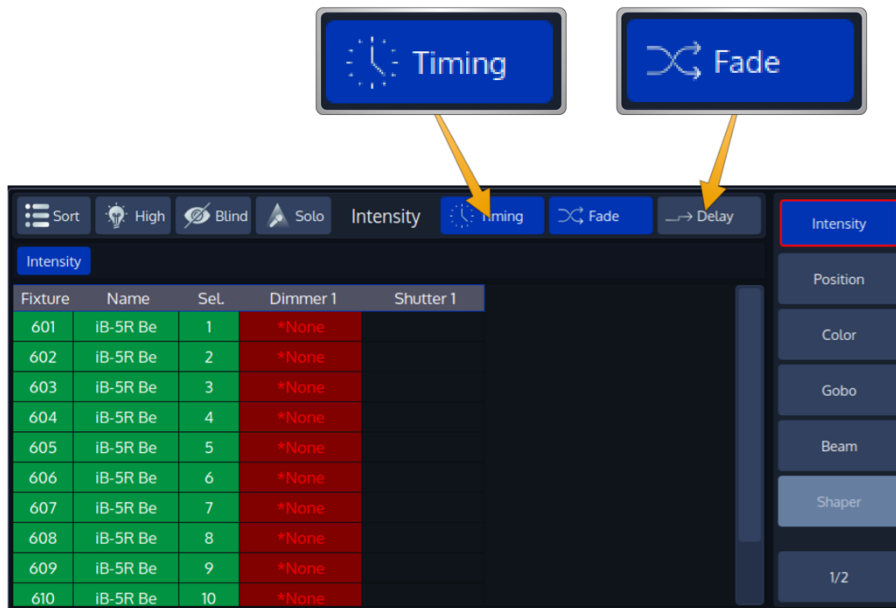 Timing
Fade
Sort High Blind Solo Intensity Timing Fade Delay
Intensity
Intensity
Position
Color
Gobo
Beam
Shaper
1/2
Fixture Name Sel. Dimmer 1 Shutter 1
601 iB-5R Be 1 *None
602 iB-5R Be 2 *None
603 iB-5R Be 3 *None
604 iB-5R Be 4 *None
605 iB-5R Be 5 *None
606 iB-5R Be 6 *None
607 iB-5R Be 7 *None
608 iB-5R Be 8 *None
609 iB-5R Be 9 *None
610 iB-5R Be 10 *None